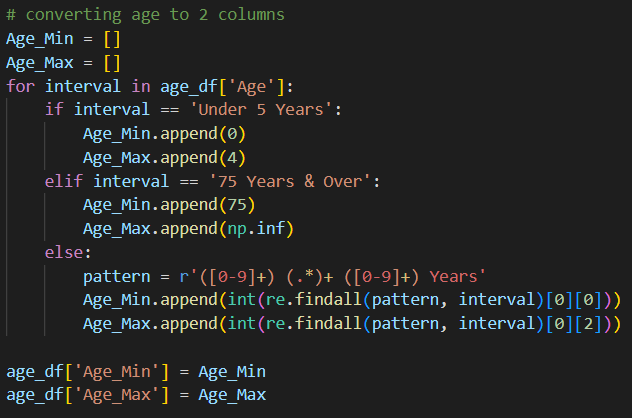 # converting age to 2 columns
Age_Min = []
Age_Max = []
for interval in age_df['Age']:
    if interval == 'Under 5 Years':
        Age_Min.append(0)
        Age_Max.append(4)
    elif interval == '75 Years & Over':
        Age_Min.append(75)
        Age_Max.append(np.inf)
    else:
        pattern = r'([0-9]+) (.*)+ ([0-9]+) Years'
        Age_Min.append(int(re.findall(pattern, interval)[0][0]))
        Age_Max.append(int(re.findall(pattern, interval)[0][2]))

age_df['Age_Min'] = Age_Min
age_df['Age_Max'] = Age_Max